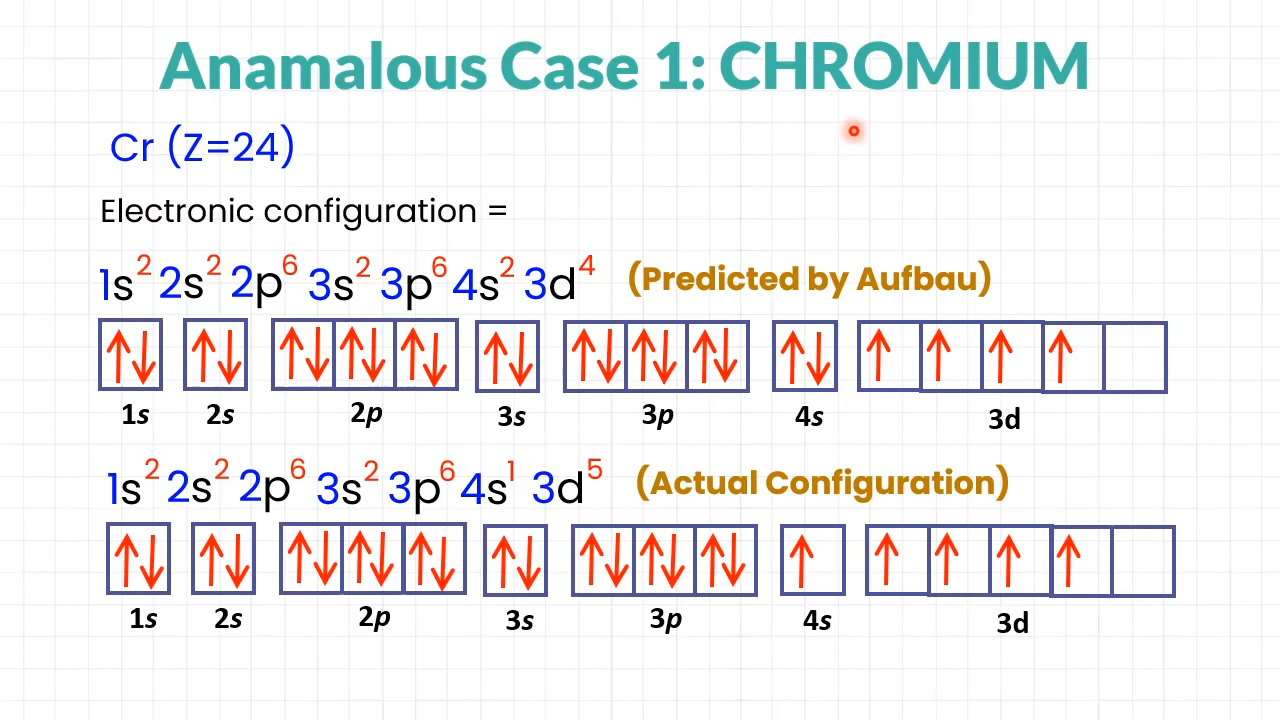 Anamalous Case 1: CHROMIUM
Cr (Z=24)
Electronic configuration =
1s² 2s² 2p⁶ 3s² 3p⁶ 4s² 3d⁴ (Predicted by Aufbau)
1s 2s 2p 3s 3p 4s 3d
1s² 2s² 2p⁶ 3s² 3p⁶ 4s¹ 3d⁵ (Actual Configuration)
1s 2s 2p 3s 3p 4s 3d